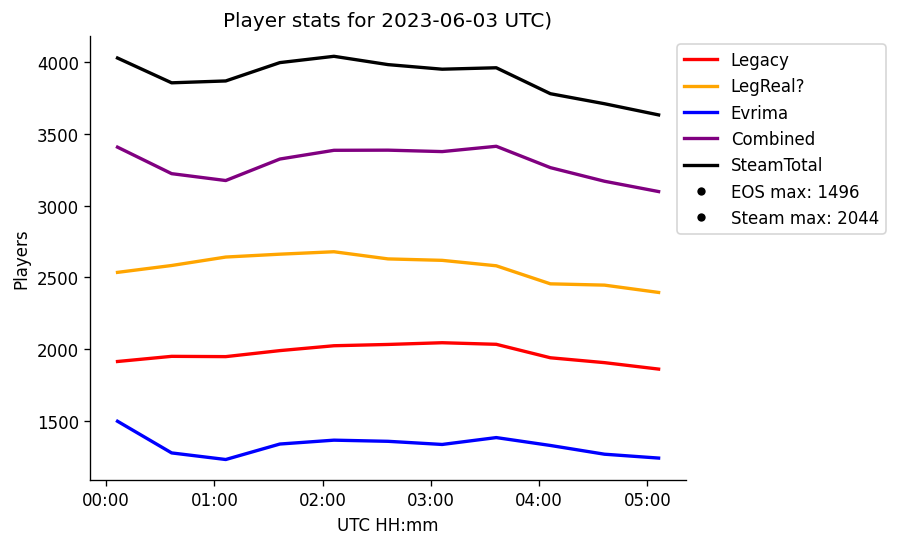 Player stats for 2023-06-03 UTC)
Legacy
LegReal?
Evrima
Combined
SteamTotal
EOS max: 1496
Steam max: 2044
Players
4000
3500
3000
2500
2000
1500
00:00 01:00 02:00 03:00 04:00 05:00
UTC HH:mm